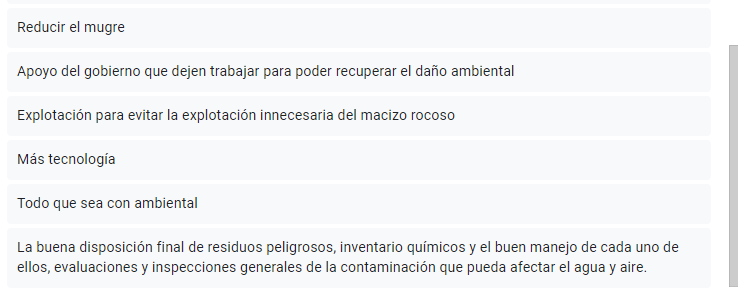 Reducir el mugre
Apoyo del gobierno que dejen trabajar para poder recuperar el daño ambiental
Explotación para evitar la explotación innecesaria del macizo rocoso
Más tecnología
Todo que sea con ambiental
La buena disposición final de residuos peligrosos, inventario químicos y el buen manejo de cada uno de
ellos, evaluaciones y inspecciones generales de la contaminación que pueda afectar el agua y aire.